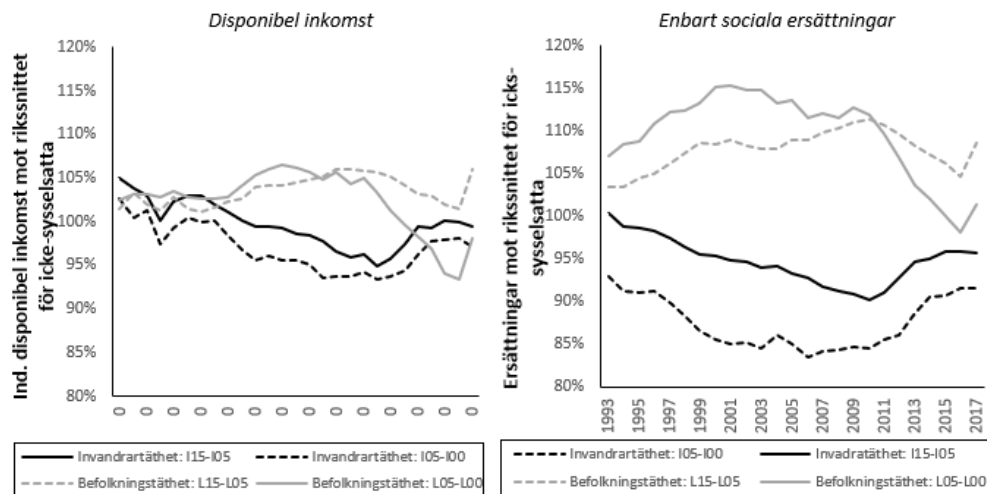 Disponibel inkomst
Ind. disponibel inkomst mot rikssnittet
för icke-sysselsatta
120%
115%
110%
105%
100%
95%
90%
85%
80%
0 0 0 0 0 0 0 0 0 0 0 0 0 0
Invandrartäthet: I15-I05
Invandrartäthet: I05-I00
Befolkningstäthet: L15-L05
Befolkningstäthet: L05-L00
Enbart sociala ersättningar
Ersättningar mot rikssnittet för icks-
sysselsatta
120%
115%
110%
105%
100%
95%
90%
85%
80%
1993 1995 1997 1999 2001 2003 2005 2007 2009 2011 2013 2015 2017
Invandrartäthet: I05-I00
Invadratäthet: I15-I05
Befolkningstäthet: L15-L05
Befolkningstäthet: L05-L00